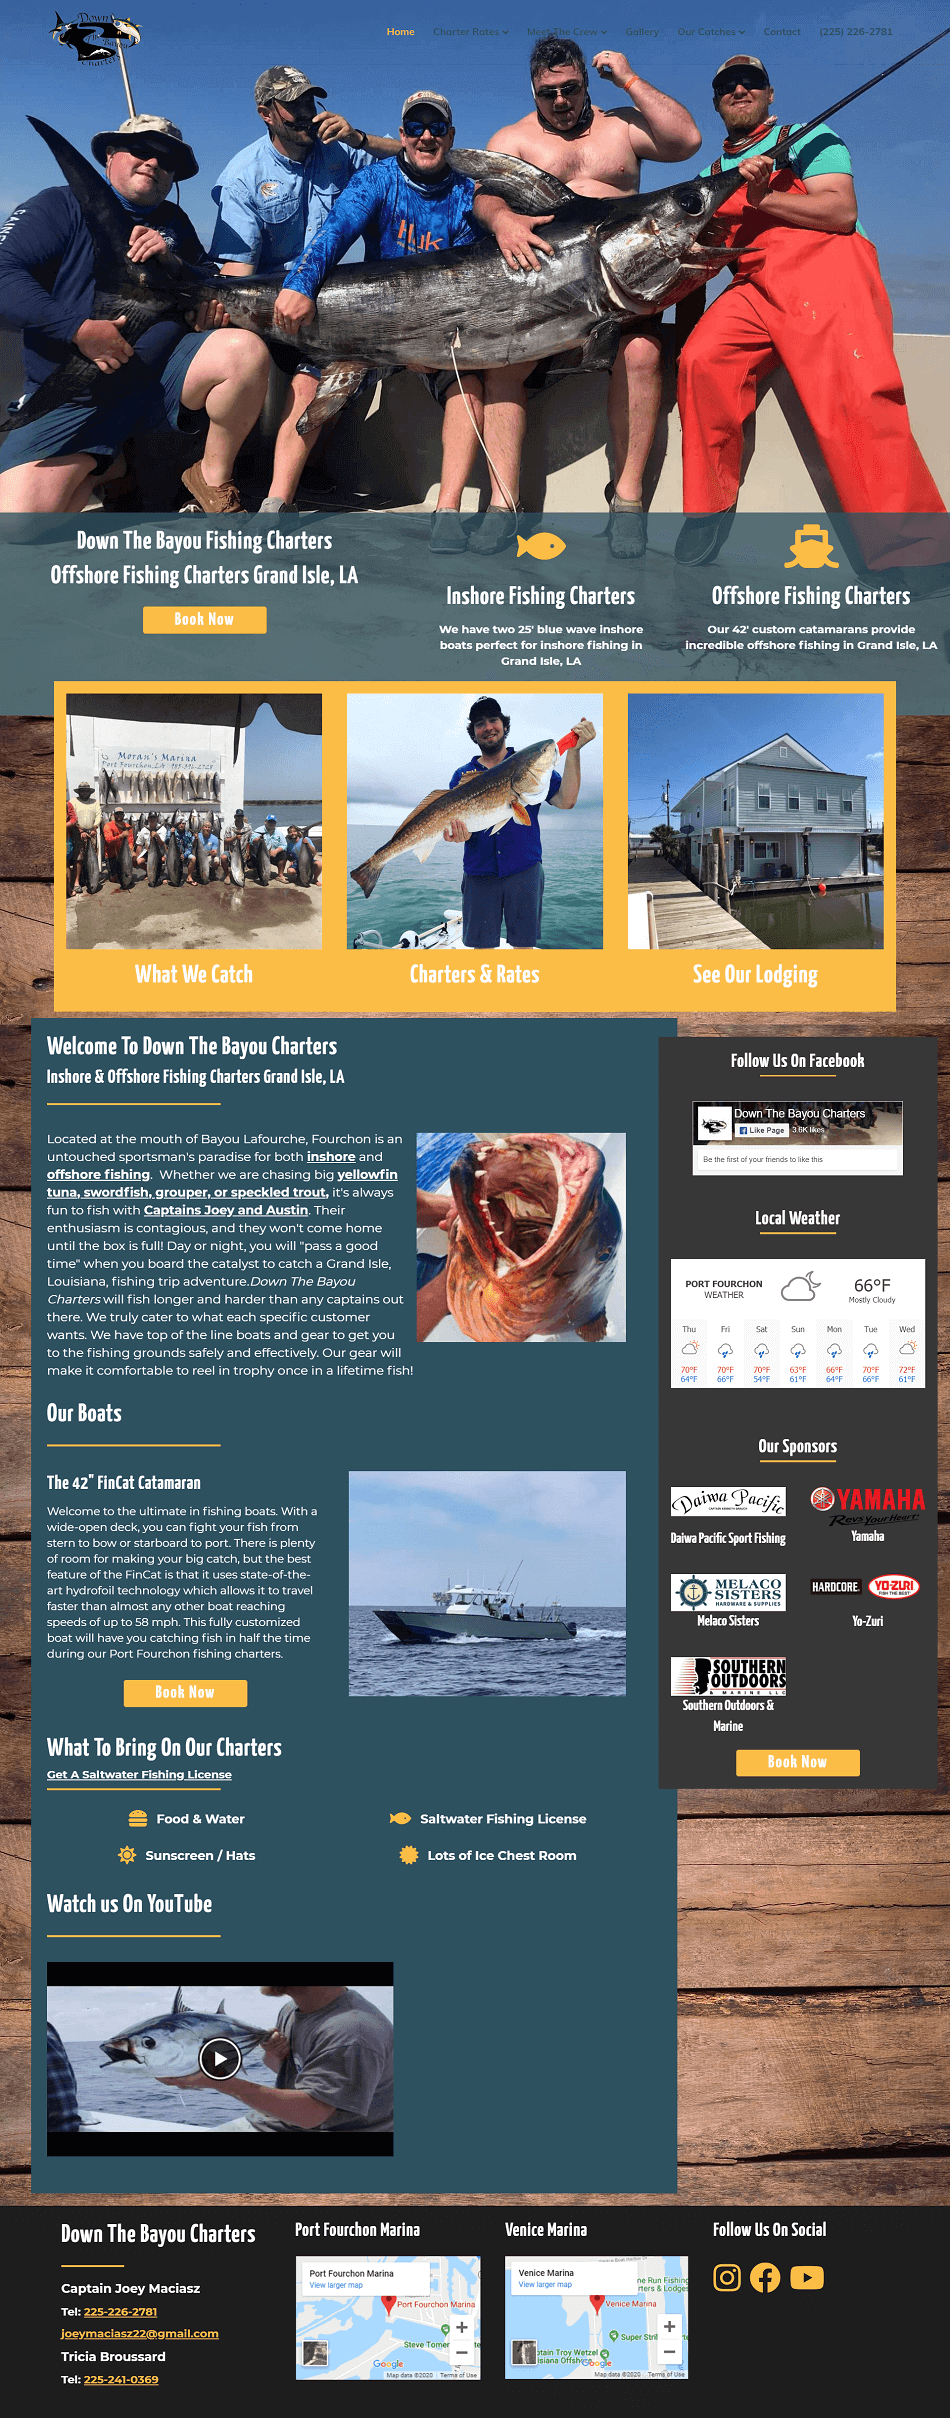 Down
The Bayou
Charters
Home
Charter Rates
Meet The Crew
Gallery
Our Catches
Contact
(225) 226-2781
Huk
Down The Bayou Fishing Charters
Offshore Fishing Charters Grand Isle, LA
Book Now
Inshore Fishing Charters
We have two 25' blue wave inshore
boats perfect for inshore fishing in
Grand Isle, LA
Offshore Fishing Charters
Our 42' custom catamarans provide
incredible offshore fishing in Grand Isle, LA
Moran's Marina
Port Fourchon, LA
What We Catch
Charters & Rates
See Our Lodging
Welcome To Down The Bayou Charters
Inshore & Offshore Fishing Charters Grand Isle, LA
Located at the mouth of Bayou Lafourche, Fourchon is an
untouched sportsman's paradise for both inshore and
offshore fishing. Whether we are chasing big yellowfin
tuna, swordfish, grouper, or speckled trout, it's always
fun to fish with Captains Joey and Austin. Their
enthusiasm is contagious, and they won't come home
until the box is full! Day or night, you will "pass a good
time" when you board the catalyst to catch a Grand Isle,
Louisiana, fishing trip adventure.Down The Bayou
Charters will fish longer and harder than any captains out
there. We truly cater to what each specific customer
wants. We have top of the line boats and gear to get you
to the fishing grounds safely and effectively. Our gear will
make it comfortable to reel in trophy once in a lifetime fish!
Our Boats
The 42" FinCat Catamaran
Welcome to the ultimate in fishing boats. With a
wide-open deck, you can fight your fish from
stern to bow or starboard to port. There is plenty
of room for making your big catch, but the best
feature of the FinCat is that it uses state-of-the-
art hydrofoil technology which allows it to travel
faster than almost any other boat reaching
speeds of up to 58 mph. This fully customized
boat will have you catching fish in half the time
during our Port Fourchon fishing charters.
Book Now
What To Bring On Our Charters
Get A Saltwater Fishing License
Food & Water
Saltwater Fishing License
Sunscreen / Hats
Lots of Ice Chest Room
Watch us On YouTube
Follow Us On Facebook
Down The Bayou Charters
Like Page
3.6K likes
Be the first of your friends to like this
Local Weather
PORT FOURCHON
WEATHER
66°F
Mostly Cloudy
Thu Fri Sat Sun Mon Tue Wed
70°F 70°F 70°F 63°F 66°F 70°F 72°F
64°F 66°F 54°F 61°F 64°F 66°F 61°F
Our Sponsors
Daiwa Pacific
Daiwa Pacific Sport Fishing
YAMAHA
Revs Your Heart
Yamaha
MELACO
SISTERS
HARDWARE & SUPPLIES
Melaco Sisters
HARDCORE
YO-ZURI
FISH THE BEST
Yo-Zuri
SOUTHERN
OUTDOORS
& MARINE LLC
Southern Outdoors &
Marine
Book Now
Down The Bayou Charters
Captain Joey Maciasz
Tel: 225-226-2781
joeymaciasz22@gmail.com
Tricia Broussard
Tel: 225-241-0369
Port Fourchon Marina
Port Fourchon Marina
View larger map
Port Fourchon Marina
Google
Map data ©2020
Terms of Use
Venice Marina
Venice Marina
View larger map
Venice Marina
Google
Map data ©2020
Terms of Use
Follow Us On Social